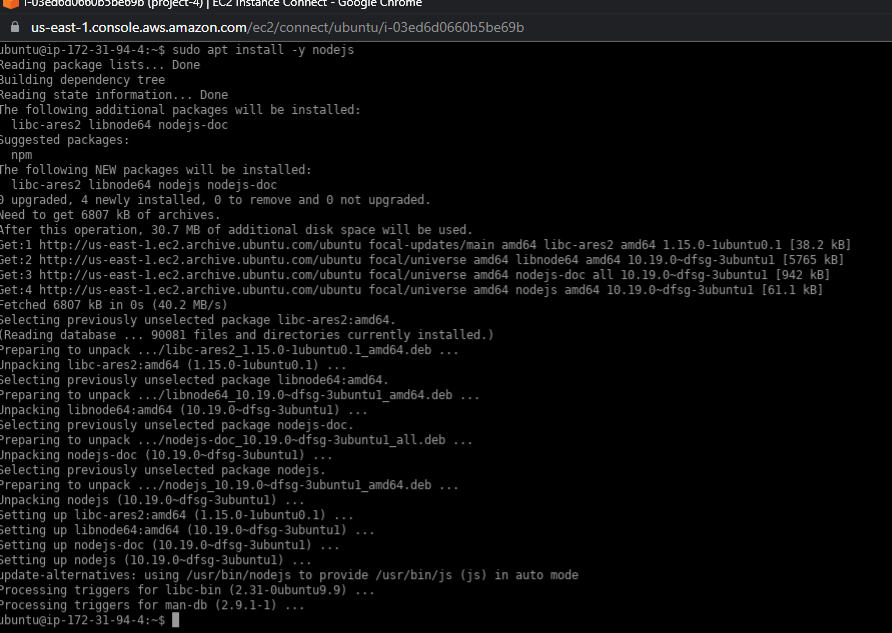 i-03ed6d0660b5be69b (project-4) | EC2 Instance Connect - Google Chrome
us-east-1.console.aws.amazon.com/ec2/connect/ubuntu/i-03ed6d0660b5be69b
ubuntu@ip-172-31-94-4:~$ sudo apt install -y nodejs
Reading package lists... Done
Building dependency tree
Reading state information... Done
The following additional packages will be installed:
libc-ares2 libnode64 nodejs-doc
Suggested packages:
npm
The following NEW packages will be installed:
libc-ares2 libnode64 nodejs nodejs-doc
0 upgraded, 4 newly installed, 0 to remove and 0 not upgraded.
Need to get 6807 kB of archives.
After this operation, 30.7 MB of additional disk space will be used.
Get:1 http://us-east-1.ec2.archive.ubuntu.com/ubuntu focal-updates/main amd64 libc-ares2 amd64 1.15.0-1ubuntu0.1 [38.2 kB]
Get:2 http://us-east-1.ec2.archive.ubuntu.com/ubuntu focal/universe amd64 libnode64 amd64 10.19.0~dfsg-3ubuntu1 [5765 kB]
Get:3 http://us-east-1.ec2.archive.ubuntu.com/ubuntu focal/universe amd64 nodejs-doc all 10.19.0~dfsg-3ubuntu1 [942 kB]
Get:4 http://us-east-1.ec2.archive.ubuntu.com/ubuntu focal/universe amd64 nodejs amd64 10.19.0~dfsg-3ubuntu1 [61.1 kB]
Fetched 6807 kB in 0s (40.2 MB/s)
Selecting previously unselected package libc-ares2:amd64.
(Reading database ... 90081 files and directories currently installed.)
Preparing to unpack .../libc-ares2_1.15.0-1ubuntu0.1_amd64.deb ...
Unpacking libc-ares2:amd64 (1.15.0-1ubuntu0.1) ...
Selecting previously unselected package libnode64:amd64.
Preparing to unpack .../libnode64_10.19.0~dfsg-3ubuntu1_amd64.deb ...
Unpacking libnode64:amd64 (10.19.0~dfsg-3ubuntu1) ...
Selecting previously unselected package nodejs-doc.
Preparing to unpack .../nodejs-doc_10.19.0~dfsg-3ubuntu1_all.deb ...
Unpacking nodejs-doc (10.19.0~dfsg-3ubuntu1) ...
Selecting previously unselected package nodejs.
Preparing to unpack .../nodejs_10.19.0~dfsg-3ubuntu1_amd64.deb ...
Unpacking nodejs (10.19.0~dfsg-3ubuntu1) ...
Setting up libc-ares2:amd64 (1.15.0-1ubuntu0.1) ...
Setting up libnode64:amd64 (10.19.0~dfsg-3ubuntu1) ...
Setting up nodejs-doc (10.19.0~dfsg-3ubuntu1) ...
Setting up nodejs (10.19.0~dfsg-3ubuntu1) ...
update-alternatives: using /usr/bin/nodejs to provide /usr/bin/js (js) in auto mode
Processing triggers for libc-bin (2.31-0ubuntu9.9) ...
Processing triggers for man-db (2.9.1-1) ...
ubuntu@ip-172-31-94-4:~$